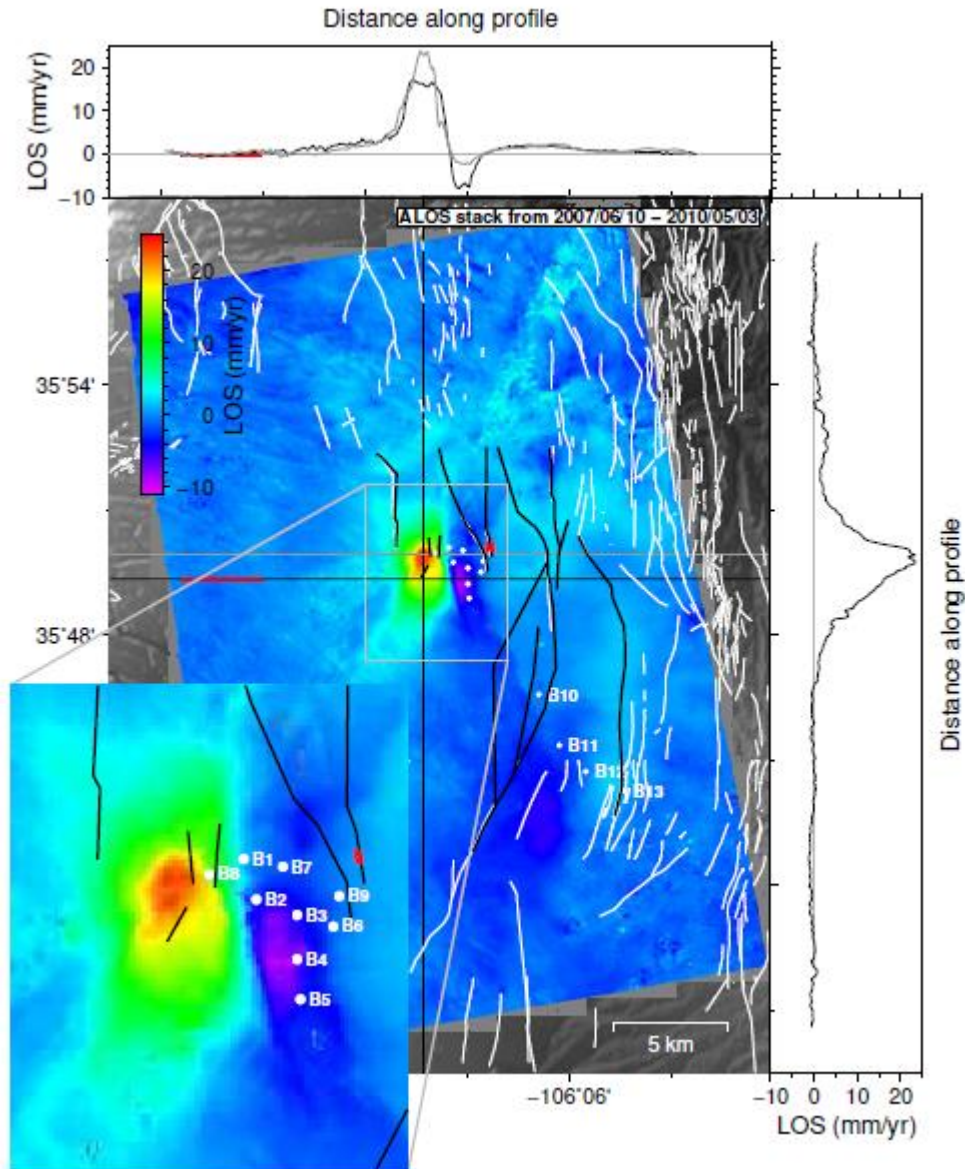 Distance along profile
LOS (mm/yr)
20
10
0
−10
ALOS stack from 2007/06/10 − 2010/05/03
20
10
0
−10
LOS (mm/yr)
35°54'
35°48'
B10
B11
B12
B13
B1
B7
B8
B2
B9
B3
B6
B4
B5
5 km
−106°06'
Distance along profile
−10 0 10 20
LOS (mm/yr)